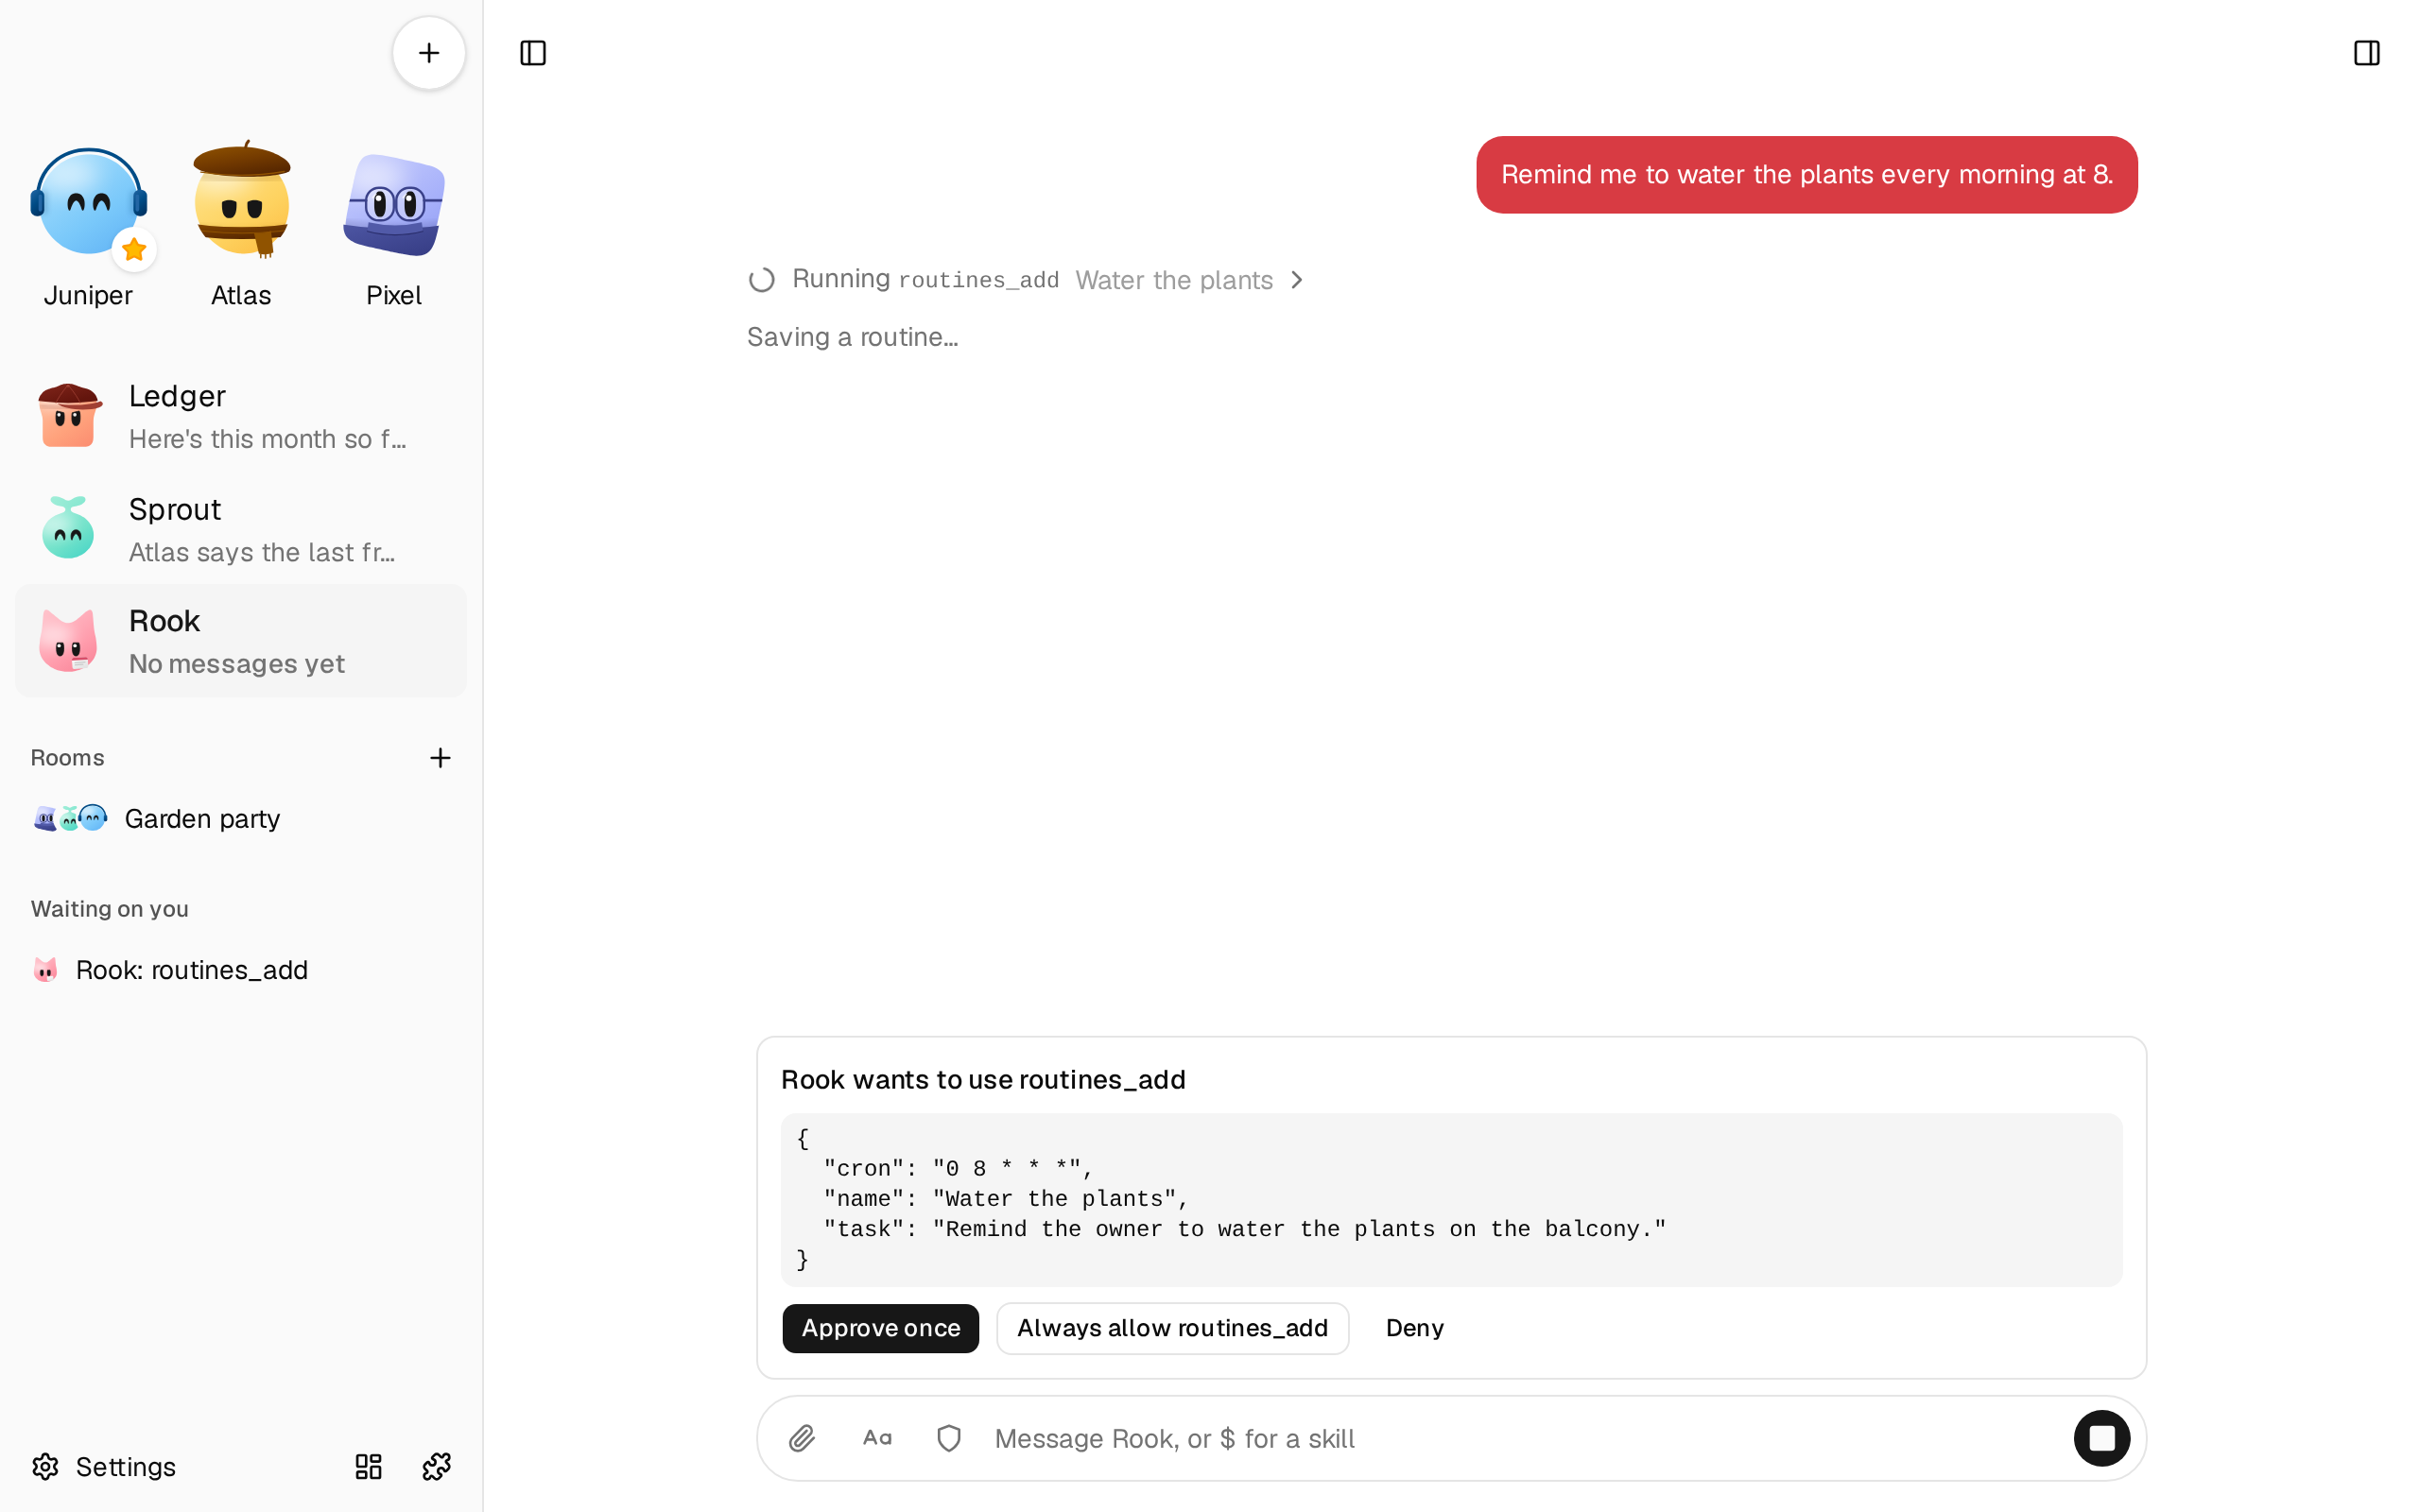 Juniper
Atlas
Pixel
Ledger
Here's this month so f...
Sprout
Atlas says the last fr...
Rook
No messages yet
Rooms
Garden party
Waiting on you
Rook: routines_add
Settings
Remind me to water the plants every morning at 8.
Running routines_add Water the plants
Saving a routine...
Rook wants to use routines_add
{
"cron": "0 8 * * *",
"name": "Water the plants",
"task": "Remind the owner to water the plants on the balcony."
}
Approve once Always allow routines_add Deny
Aa Message Rook, or $ for a skill